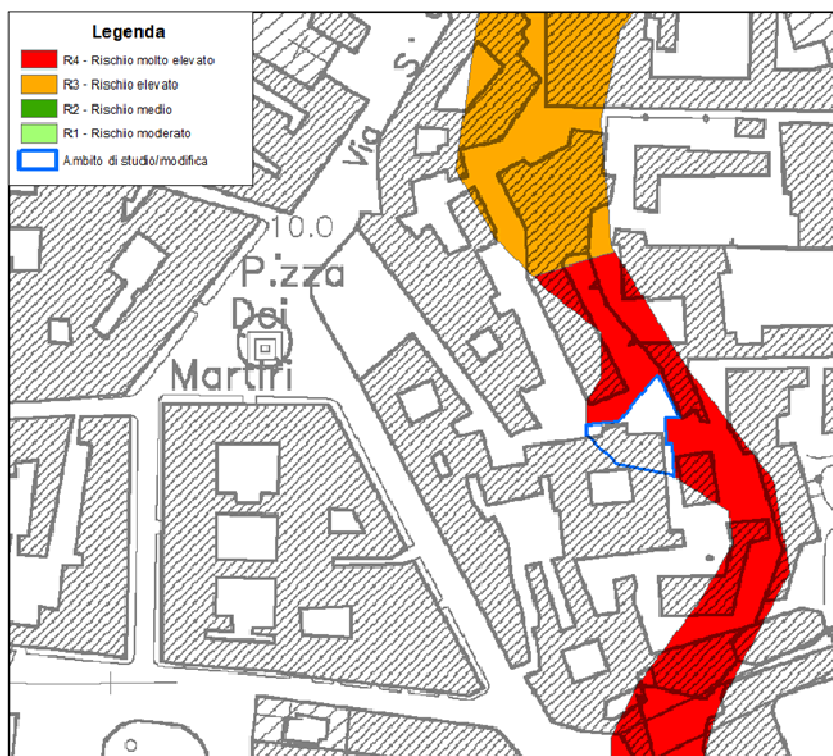 Legenda
R4 - Rischio molto elevato
R3 - Rischio elevato
R2 - Rischio medio
R1 - Rischio moderato
Ambito di studio/modifica
Via S.
10.0
P.zza
Dei
Martiri